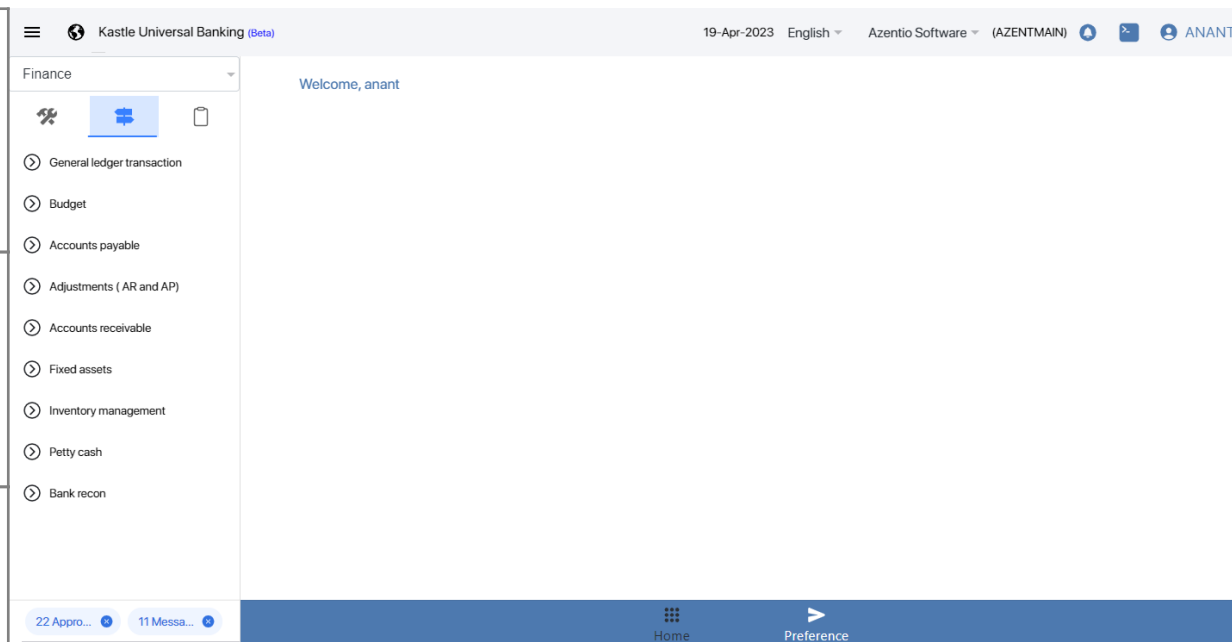 Kastle Universal Banking (Beta)
19-Apr-2023 English Azentio Software (AZENTMAIN) ANANT
Finance
Welcome, anant
General ledger transaction
Budget
Accounts payable
Adjustments ( AR and AP)
Accounts receivable
Fixed assets
Inventory management
Petty cash
Bank recon
22 Appro... 11 Messa...
Home Preference